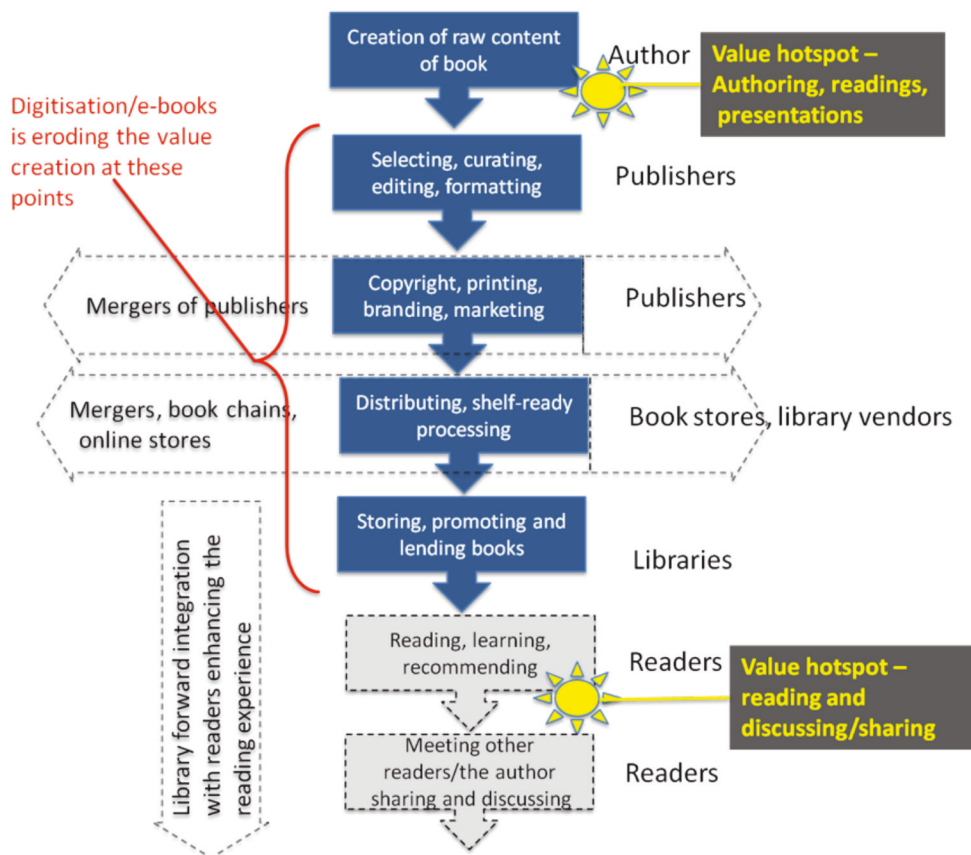 Creation of raw content
of book
Author
Value hotspot –
Authoring, readings,
presentations
Digitisation/e-books
is eroding the value
creation at these
points
Selecting, curating,
editing, formatting
Publishers
Mergers of publishers
Copyright, printing,
branding, marketing
Publishers
Mergers, book chains,
online stores
Distributing, shelf-ready
processing
Book stores, library vendors
Storing, promoting and
lending books
Libraries
Library forward integration
with readers enhancing the
reading experience
Reading, learning,
recommending
Readers
Value hotspot –
reading and
discussing/sharing
Meeting other
readers/the author
sharing and discussing
Readers